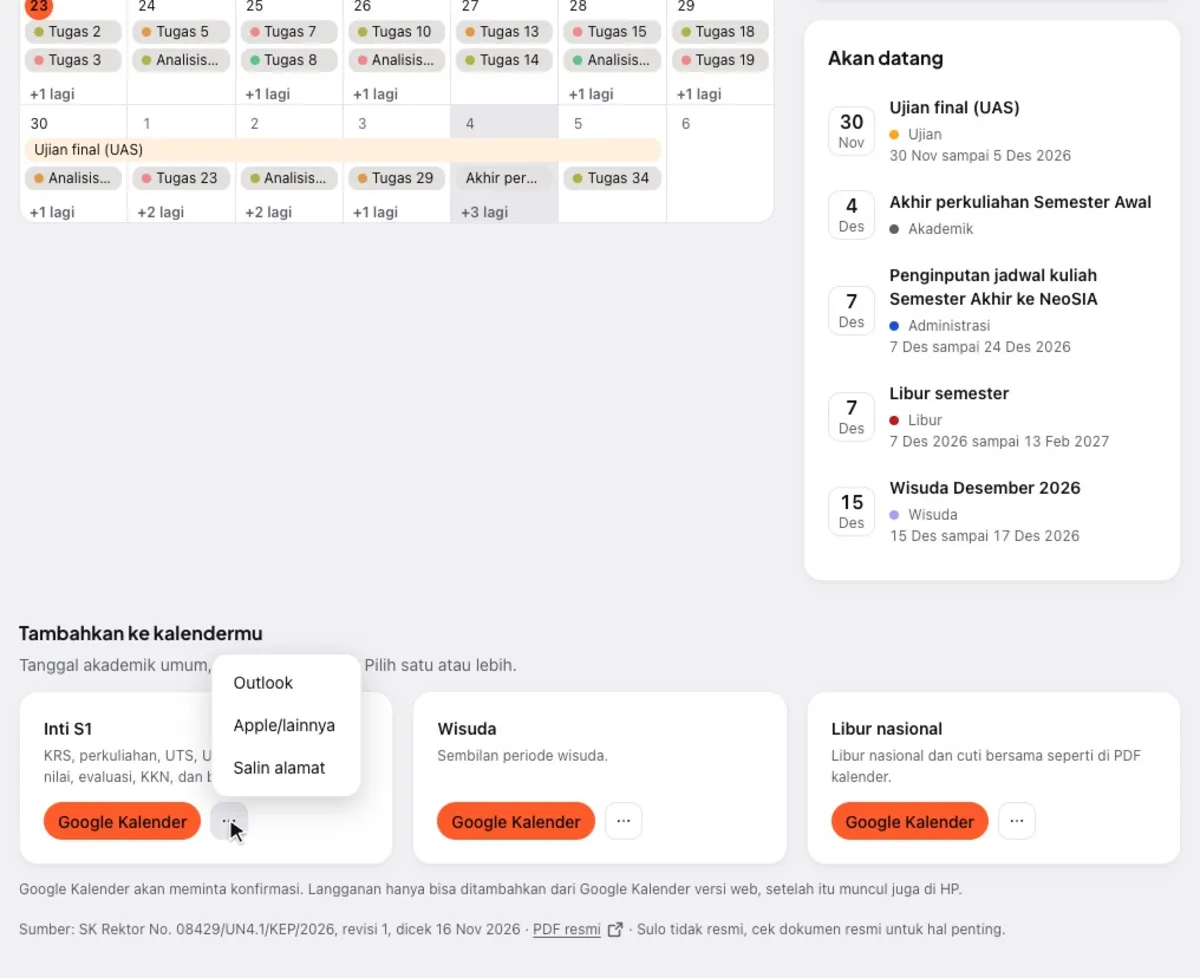 23 24 25 26 27 28 29
Tugas 2 Tugas 5 Tugas 7 Tugas 10 Tugas 13 Tugas 15 Tugas 18
Tugas 3 Analisis... Tugas 8 Analisis... Tugas 14 Analisis... Tugas 19
+1 lagi +1 lagi +1 lagi +1 lagi +1 lagi
30 1 2 3 4 5 6
Ujian final (UAS)
Analisis... Tugas 23 Analisis... Tugas 29 Akhir per... Tugas 34
+1 lagi +2 lagi +2 lagi +1 lagi +3 lagi
Akan datang
30 Nov
Ujian final (UAS)
Ujian
30 Nov sampai 5 Des 2026
4 Des
Akhir perkuliahan Semester Awal
Akademik
7 Des
Penginputan jadwal kuliah
Semester Akhir ke NeoSIA
Administrasi
7 Des sampai 24 Des 2026
7 Des
Libur semester
Libur
7 Des 2026 sampai 13 Feb 2027
15 Des
Wisuda Desember 2026
Wisuda
15 Des sampai 17 Des 2026
Tambahkan ke kalendermu
Tanggal akademik umum, Pilih satu atau lebih.
Outlook
Apple/lainnya
Salin alamat
Inti S1
KRS, perkuliahan, UTS, U
nilai, evaluasi, KKN, dan b
Google Kalender ...
Wisuda
Sembilan periode wisuda.
Google Kalender ...
Libur nasional
Libur nasional dan cuti bersama seperti di PDF
kalender.
Google Kalender ...
Google Kalender akan meminta konfirmasi. Langganan hanya bisa ditambahkan dari Google Kalender versi web, setelah itu muncul juga di HP.
Sumber: SK Rektor No. 08429/UN4.1/KEP/2026, revisi 1, dicek 16 Nov 2026 · PDF resmi · Sulo tidak resmi, cek dokumen resmi untuk hal penting.